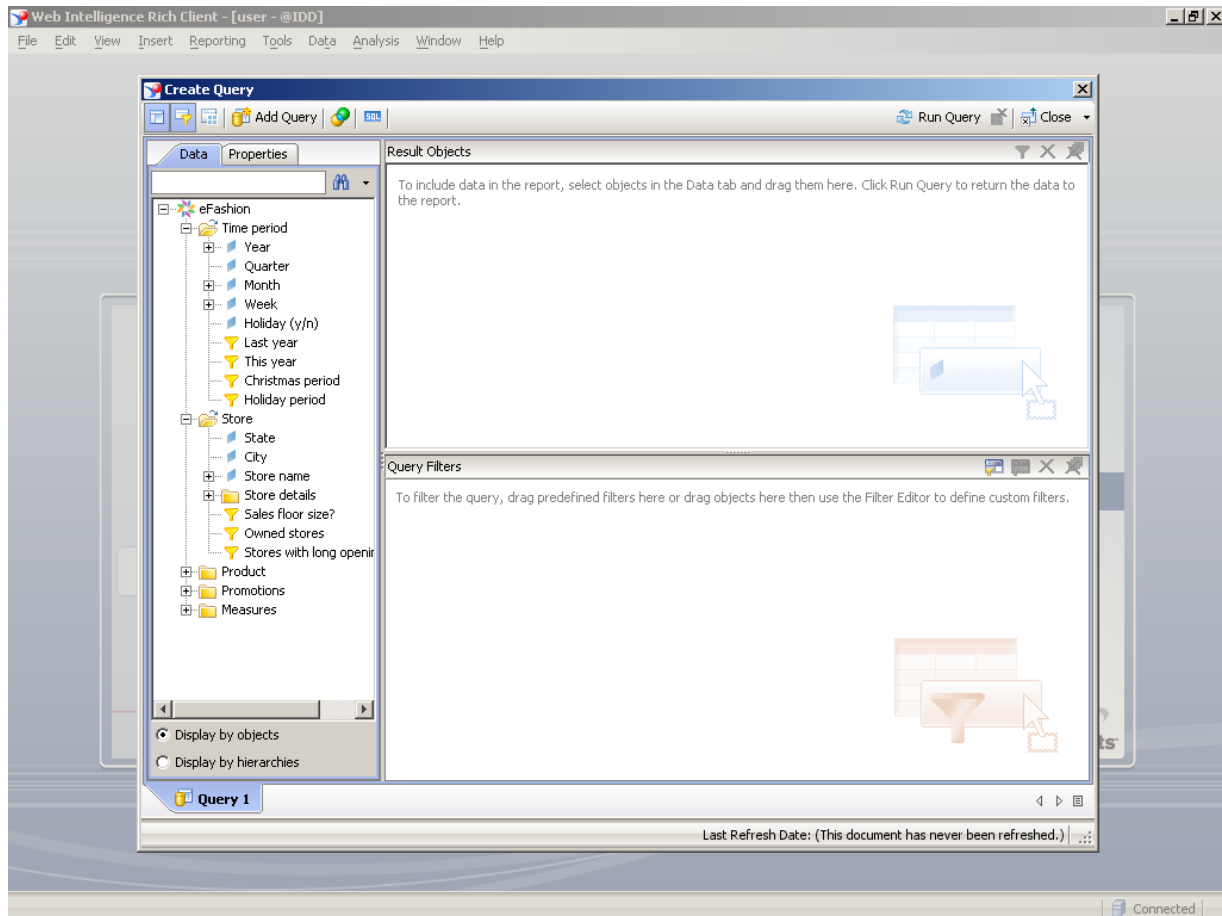 Web Intelligence Rich Client - [user - @IDD]
File Edit View Insert Reporting Tools Data Analysis Window Help
Create Query
Add Query SQL Run Query Close
Data Properties
eFashion
Time period
Year
Quarter
Month
Week
Holiday (y/n)
Last year
This year
Christmas period
Holiday period
Store
State
City
Store name
Store details
Sales floor size?
Owned stores
Stores with long openin
Product
Promotions
Measures
Display by objects
Display by hierarchies
Result Objects
To include data in the report, select objects in the Data tab and drag them here. Click Run Query to return the data to
the report.
Query Filters
To filter the query, drag predefined filters here or drag objects here then use the Filter Editor to define custom filters.
ts
Query 1
Last Refresh Date: (This document has never been refreshed.)
Connected